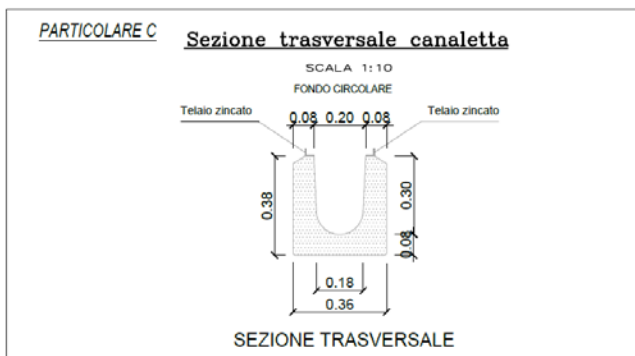 PARTICOLARE C
Sezione trasversale canaletta
SCALA 1:10
FONDO CIRCOLARE
Telaio zincato
Telaio zincato
0.08 0.20 0.08
0.38
0.30
0.08
0.18
0.36
SEZIONE TRASVERSALE